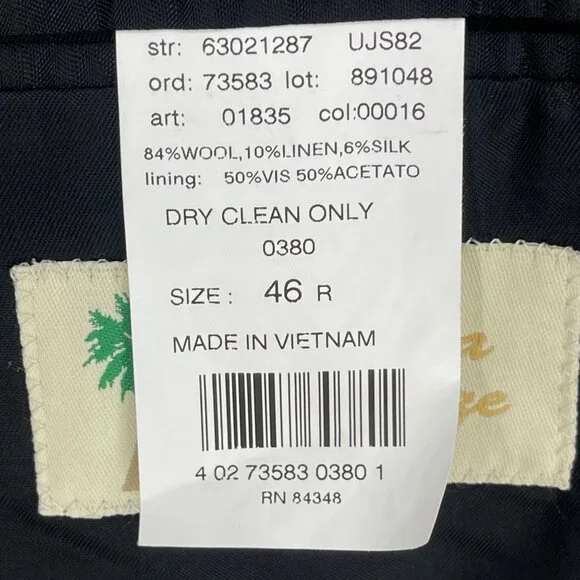 str: 63021287 UJS82
ord: 73583 lot: 891048
art: 01835 col:00016
84%WOOL,10%LINEN,6%SILK
lining: 50%VIS 50%ACETATO
DRY CLEAN ONLY
0380
SIZE : 46 R
MADE IN VIETNAM
4 02 73583 0380 1
RN 84348